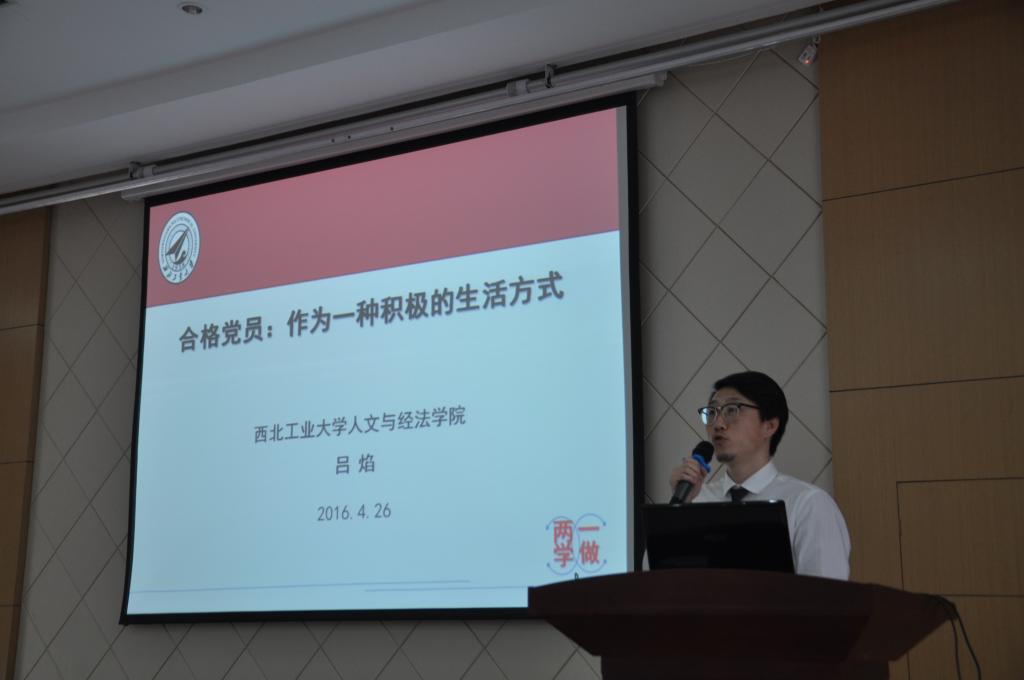 合格党员：作为一种积极的生活方式
西北工业大学人文与经法学院
吕 焰
2016.4.26
两 一
学 做